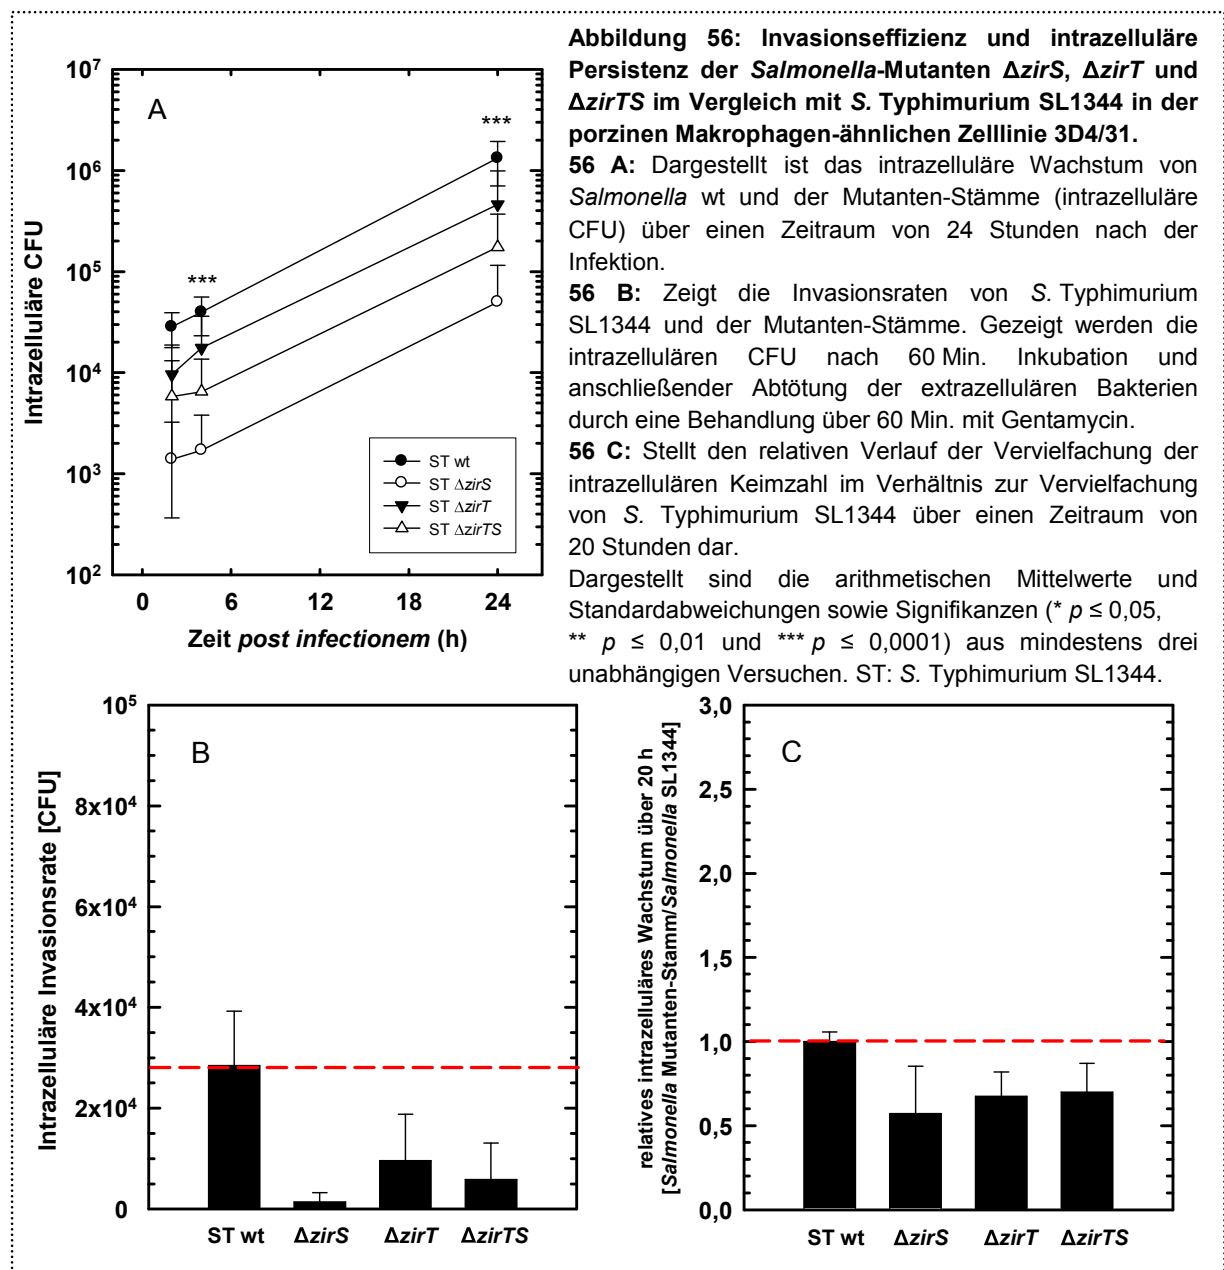 Abbildung 56: Invasionseffizienz und intrazelluläre
Persistenz der Salmonella-Mutanten ΔzirS, ΔzirT und
ΔzirTS im Vergleich mit S. Typhimurium SL1344 in der
porzinen Makrophagen-ähnlichen Zelllinie 3D4/31.
56 A: Dargestellt ist das intrazelluläre Wachstum von
Salmonella wt und der Mutanten-Stämme (intrazelluläre
CFU) über einen Zeitraum von 24 Stunden nach der
Infektion.
56 B: Zeigt die Invasionsraten von S. Typhimurium
SL1344 und der Mutanten-Stämme. Gezeigt werden die
intrazellulären CFU nach 60 Min. Inkubation und
anschließender Abtötung der extrazellulären Bakterien
durch eine Behandlung über 60 Min. mit Gentamycin.
56 C: Stellt den relativen Verlauf der Vervielfachung der
intrazellulären Keimzahl im Verhältnis zur Vervielfachung
von S. Typhimurium SL1344 über einen Zeitraum von
20 Stunden dar.
Dargestellt sind die arithmetischen Mittelwerte und
Standardabweichungen sowie Signifikanzen (* p ≤ 0,05,
** p ≤ 0,01 und *** p ≤ 0,0001) aus mindestens drei
unabhängigen Versuchen. ST: S. Typhimurium SL1344.
A
Intrazelluläre CFU
10⁷
10⁶
10⁵
10⁴
10³
10²
***
***
ST wt
ST ΔzirS
ST ΔzirT
ST ΔzirTS
0 6 12 18 24
Zeit post infectionem (h)
B
Intrazelluläre Invasionsrate [CFU]
10⁵
8x10⁴
6x10⁴
4x10⁴
2x10⁴
0
ST wt ΔzirS ΔzirT ΔzirTS
C
relatives intrazelluläres Wachstum über 20 h
[Salmonella Mutanten-Stamm/Salmonella SL1344]
3,0
2,5
2,0
1,5
1,0
0,5
0,0
ST wt ΔzirS ΔzirT ΔzirTS